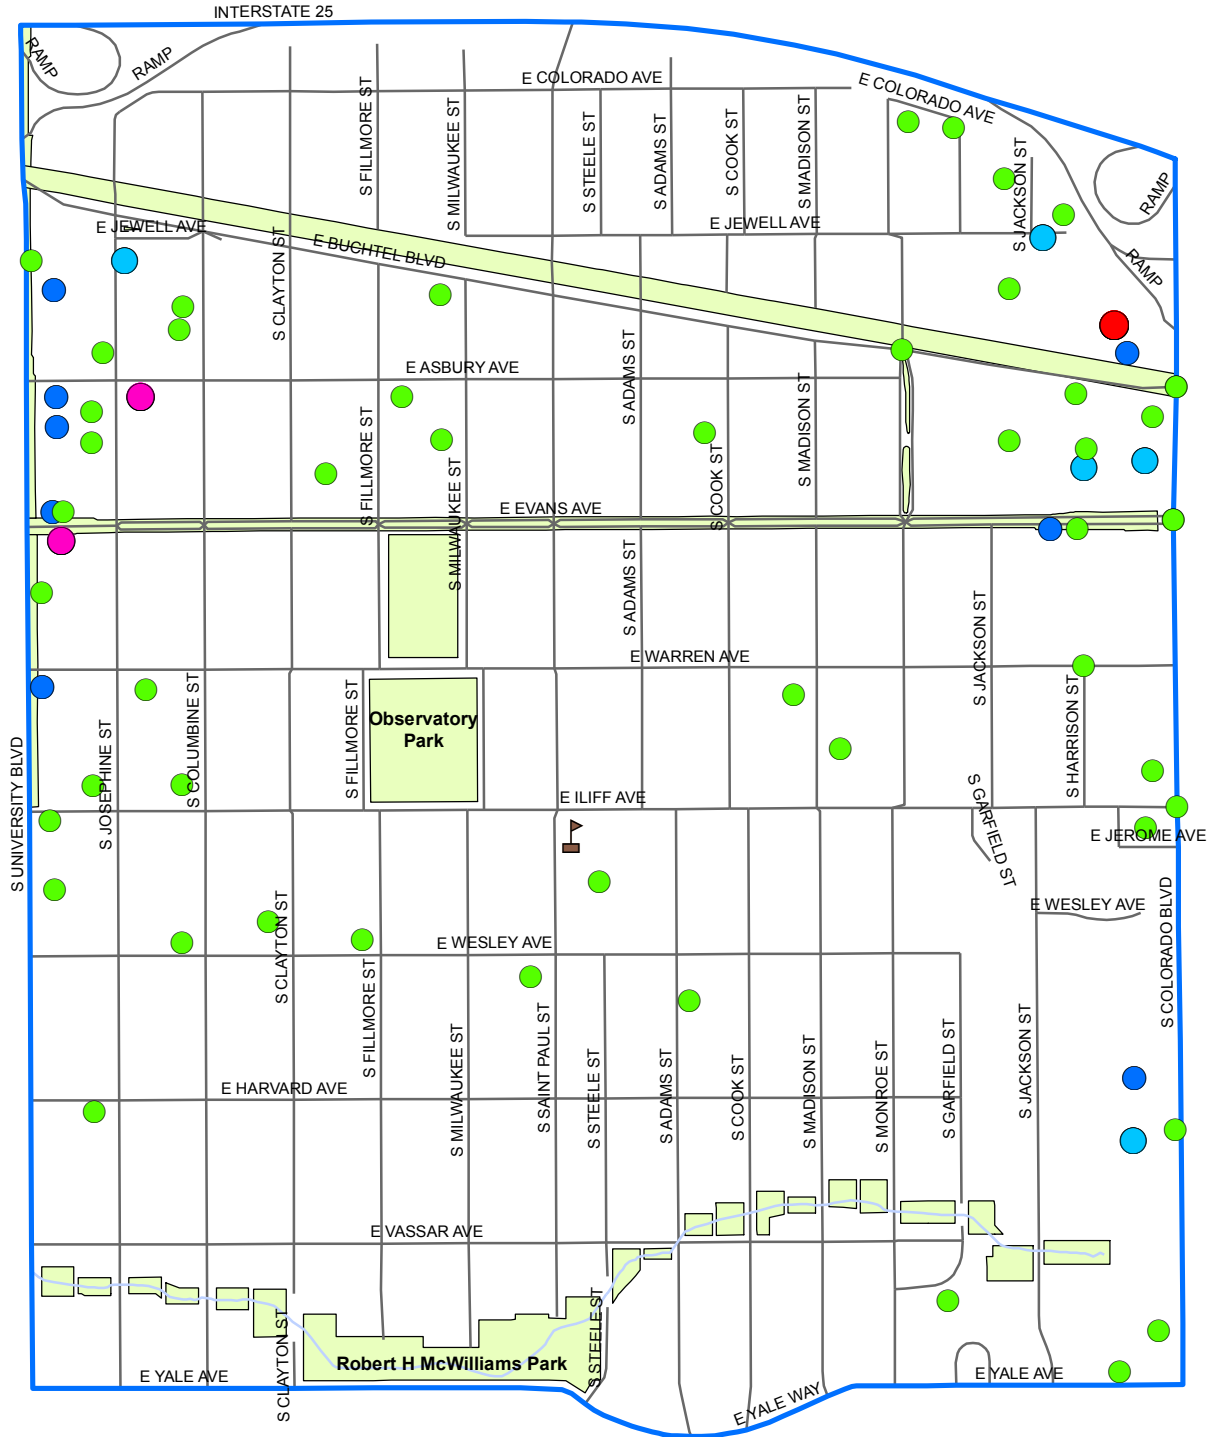 INTERSTATE 25
RAMP
RAMP
E COLORADO AVE
E COLORADO AVE
S FILLMORE ST
S MILWAUKEE ST
S STEELE ST
S ADAMS ST
S COOK ST
S MADISON ST
S JACKSON ST
RAMP
E JEWELL AVE
E JEWELL AVE
E BUCHTEL BLVD
S CLAYTON ST
RAMP
E ASBURY AVE
S ADAMS ST
S MADISON ST
S FILLMORE ST
S MILWAUKEE ST
S COOK ST
E EVANS AVE
S ADAMS ST
S JACKSON ST
E WARREN AVE
S COLUMBINE ST
S FILLMORE ST
Observatory
Park
S HARRISON ST
S JOSEPHINE ST
S UNIVERSITY BLVD
E ILIFF AVE
S GARFIELD ST
E JEROME AVE
S CLAYTON ST
E WESLEY AVE
E WESLEY AVE
S COLORADO BLVD
S FILLMORE ST
S MILWAUKEE ST
S SAINT PAUL ST
S STEELE ST
S ADAMS ST
S COOK ST
S MADISON ST
S MONROE ST
S GARFIELD ST
S JACKSON ST
E HARVARD AVE
E VASSAR AVE
S CLAYTON ST
S STEELE ST
Robert H McWilliams Park
E YALE AVE
E YALE WAY
E YALE AVE